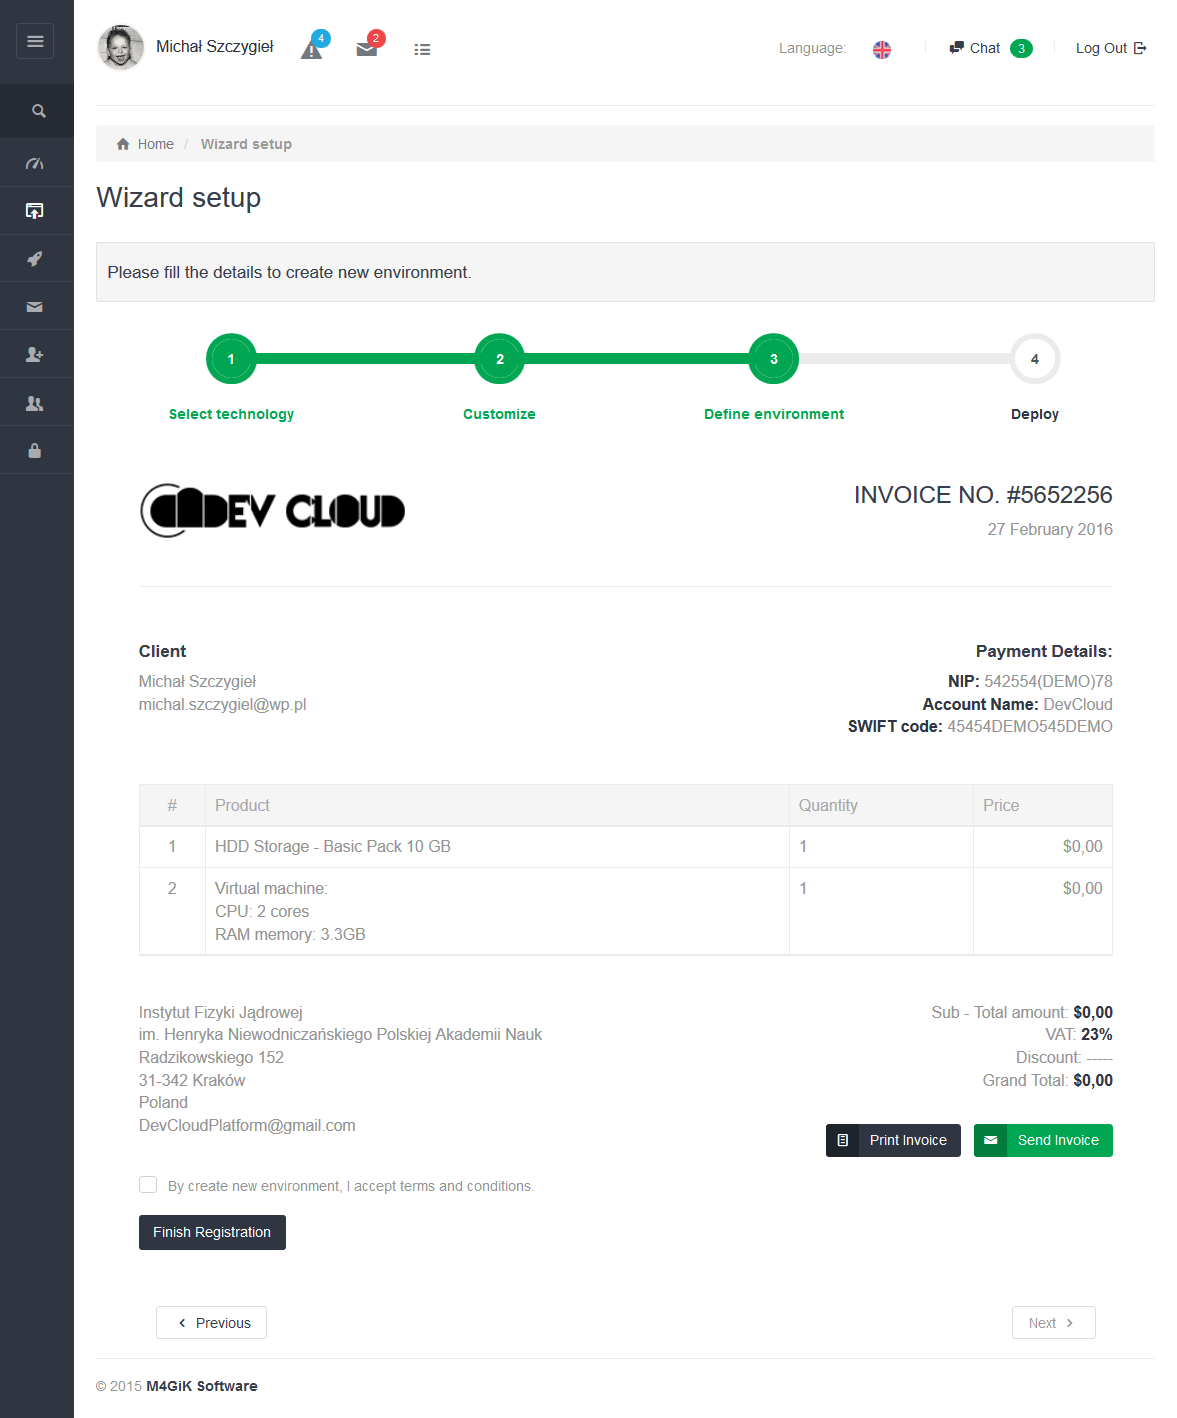 Michał Szczygieł
4
2
Language:
Chat 3
Log Out
Home / Wizard setup
Wizard setup
Please fill the details to create new environment.
1
2
3
4
Select technology
Customize
Define environment
Deploy
DEV CLOUD
INVOICE NO. #5652256
27 February 2016
Client
Michał Szczygieł
michal.szczygiel@wp.pl
Payment Details:
NIP: 542554(DEMO)78
Account Name: DevCloud
SWIFT code: 45454DEMO545DEMO
# Product Quantity Price
1 HDD Storage - Basic Pack 10 GB 1 $0,00
2 Virtual machine: 1 $0,00
CPU: 2 cores
RAM memory: 3.3GB
Instytut Fizyki Jądrowej
im. Henryka Niewodniczańskiego Polskiej Akademii Nauk
Radzikowskiego 152
31-342 Kraków
Poland
DevCloudPlatform@gmail.com
Sub - Total amount: $0,00
VAT: 23%
Discount: -----
Grand Total: $0,00
Print Invoice
Send Invoice
By create new environment, I accept terms and conditions.
Finish Registration
Previous
Next
© 2015 M4GiK Software